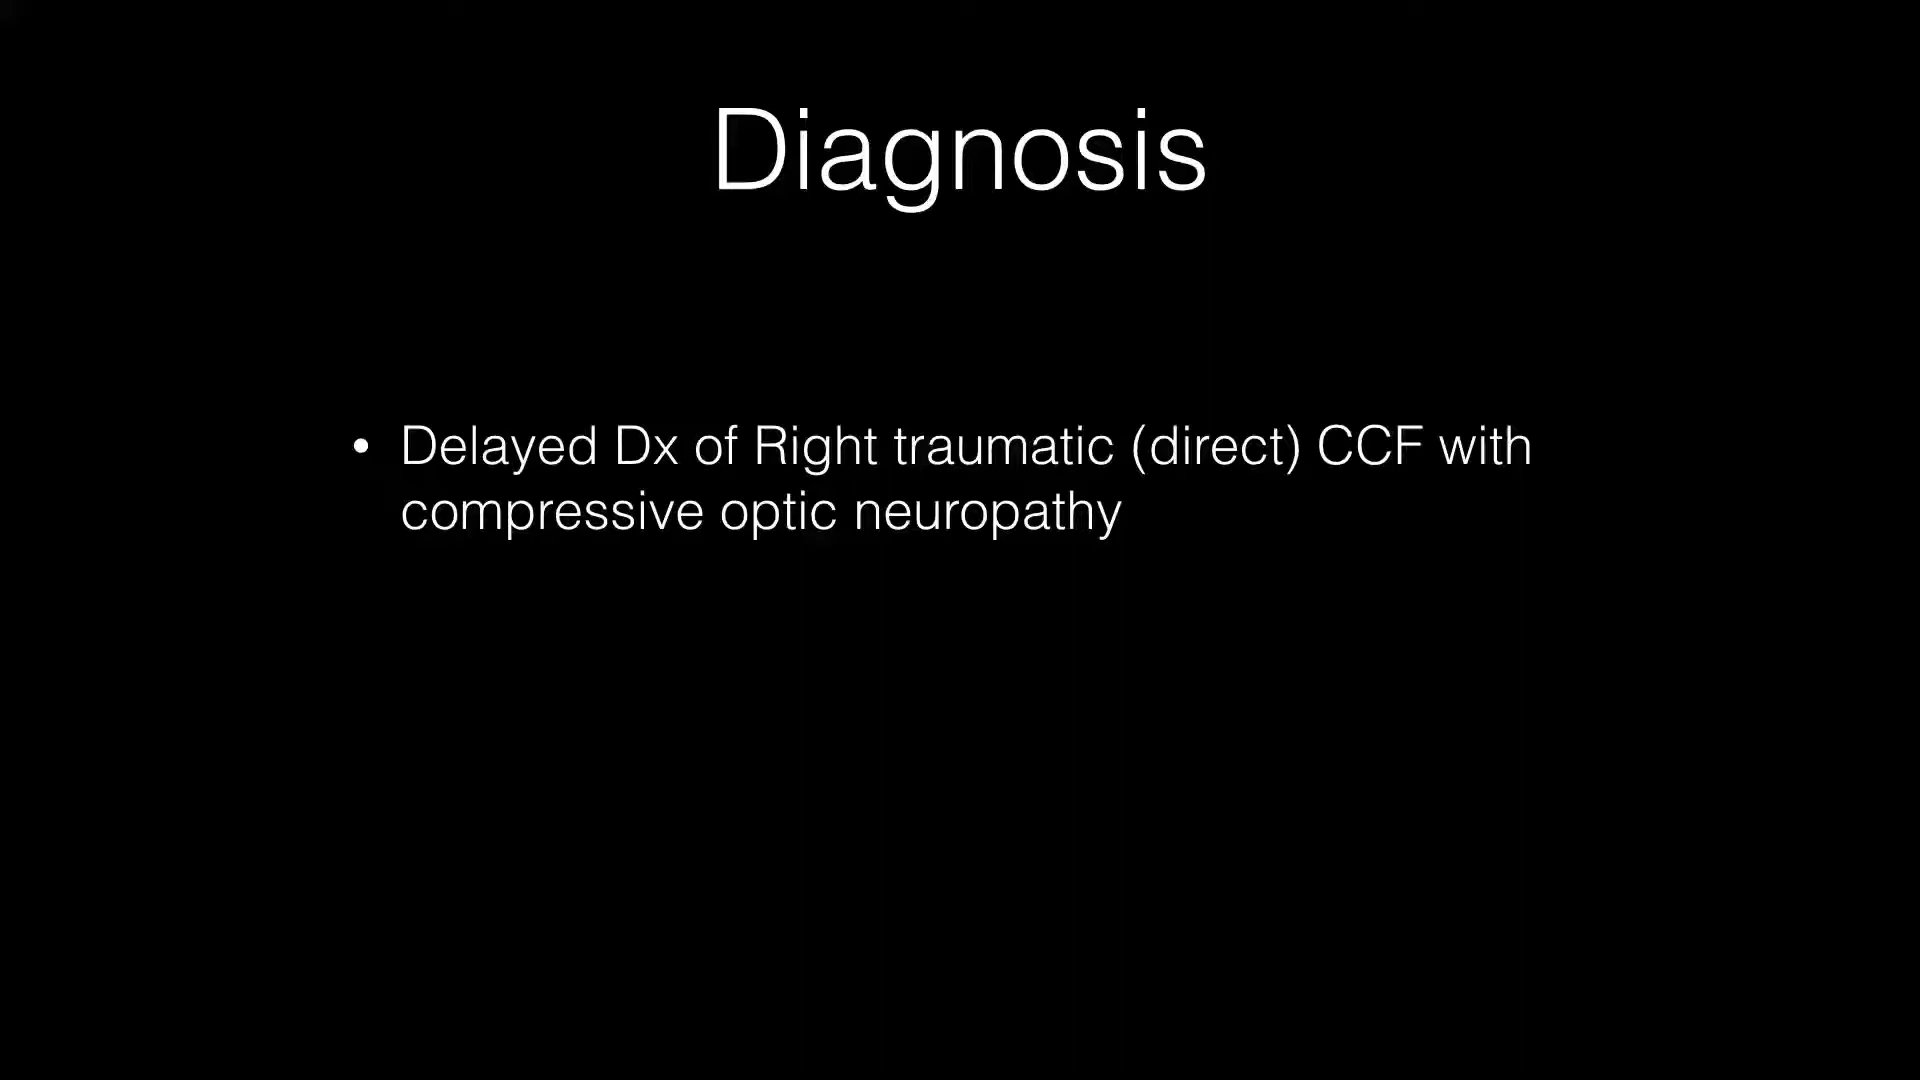 Diagnosis
• Delayed Dx of Right traumatic (direct) CCF with
compressive optic neuropathy